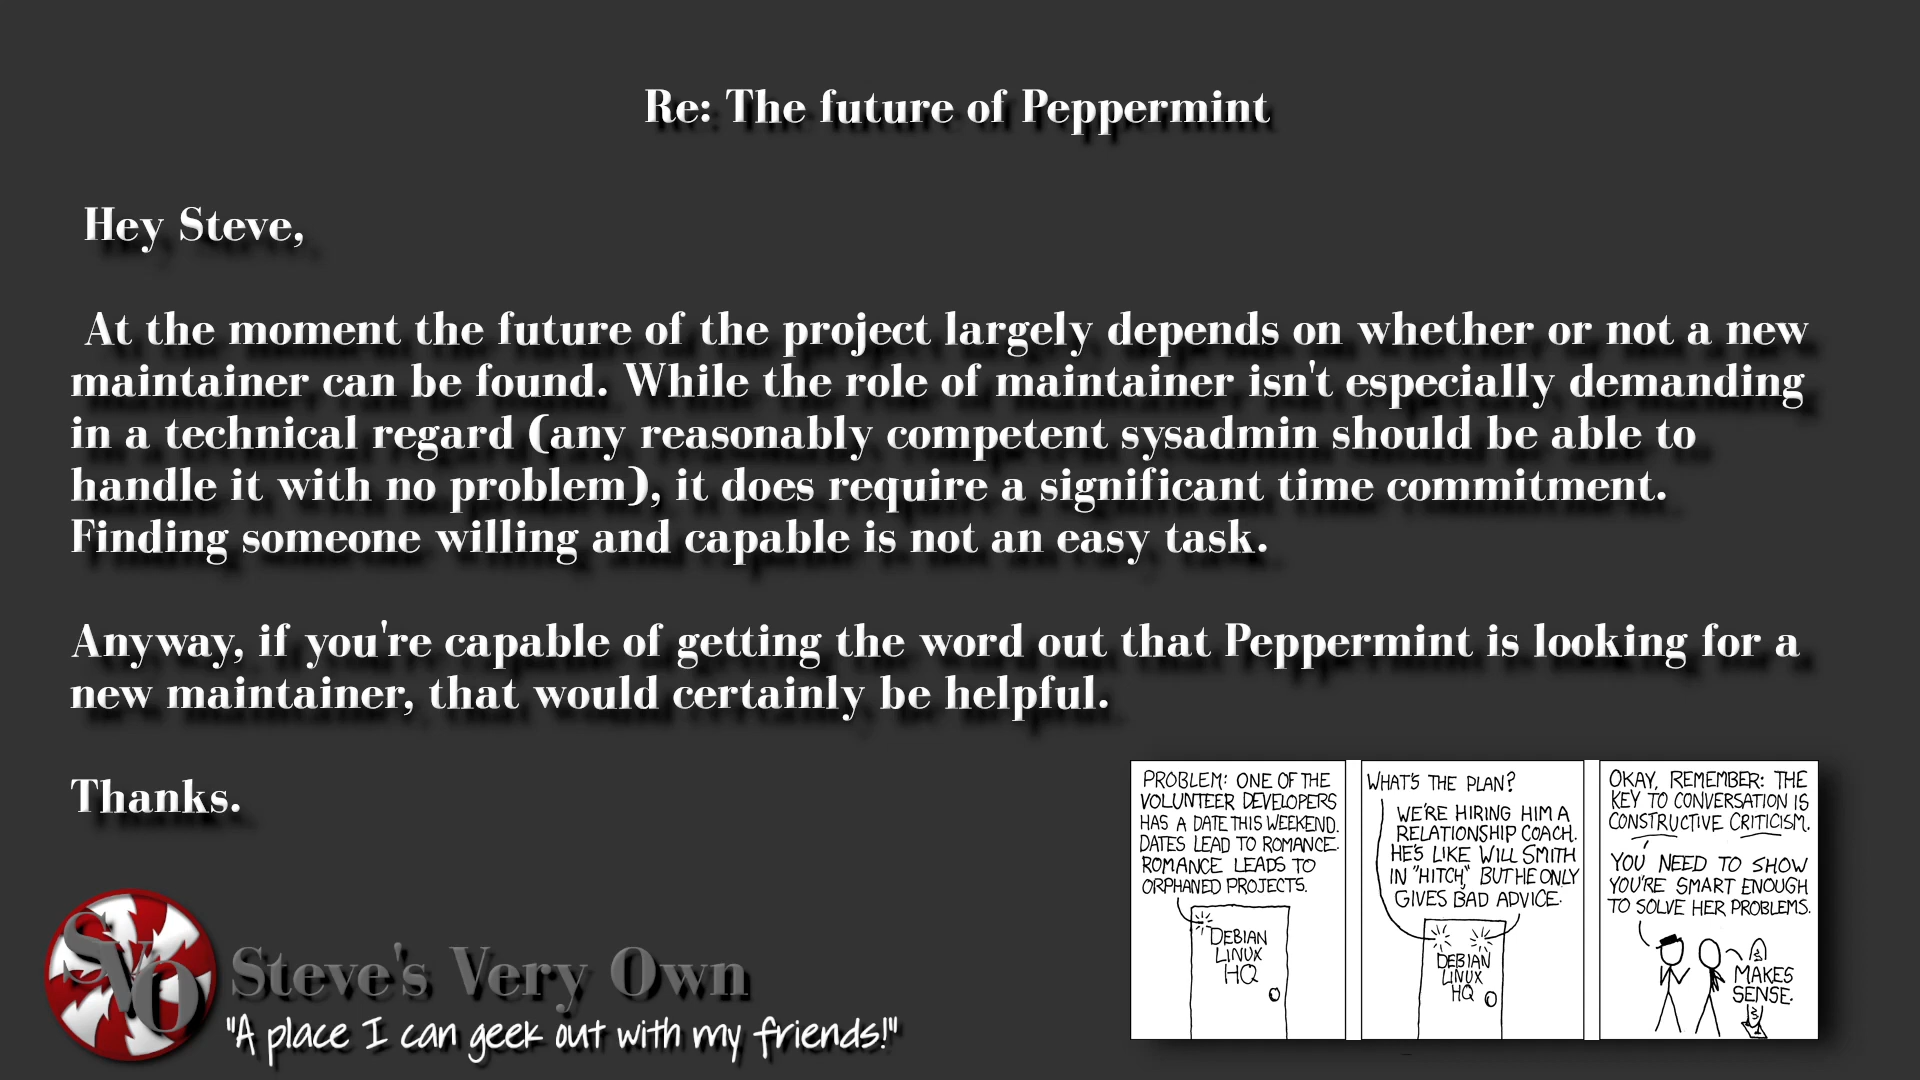 Re: The future of Peppermint
Hey Steve,
At the moment the future of the project largely depends on whether or not a new
maintainer can be found. While the role of maintainer isn't especially demanding
in a technical regard (any reasonably competent sysadmin should be able to
handle it with no problem), it does require a significant time commitment.
Finding someone willing and capable is not an easy task.
Anyway, if you're capable of getting the word out that Peppermint is looking for a
new maintainer, that would certainly be helpful.
Thanks.
PROBLEM: ONE OF THE
VOLUNTEER DEVELOPERS
HAS A DATE THIS WEEKEND.
DATES LEAD TO ROMANCE.
ROMANCE LEADS TO
ORPHANED PROJECTS.
DEBIAN
LINUX
HQ
WHAT'S THE PLAN?
WE'RE HIRING HIM A
RELATIONSHIP COACH.
HE'S LIKE WILL SMITH
IN "HITCH," BUT HE ONLY
GIVES BAD ADVICE.
DEBIAN
LINUX
HQ
OKAY, REMEMBER: THE
KEY TO CONVERSATION IS
CONSTRUCTIVE CRITICISM.
YOU NEED TO SHOW
YOU'RE SMART ENOUGH
TO SOLVE HER PROBLEMS.
MAKES
SENSE.
SVO
Steve's Very Own
"A place I can geek out with my friends!"